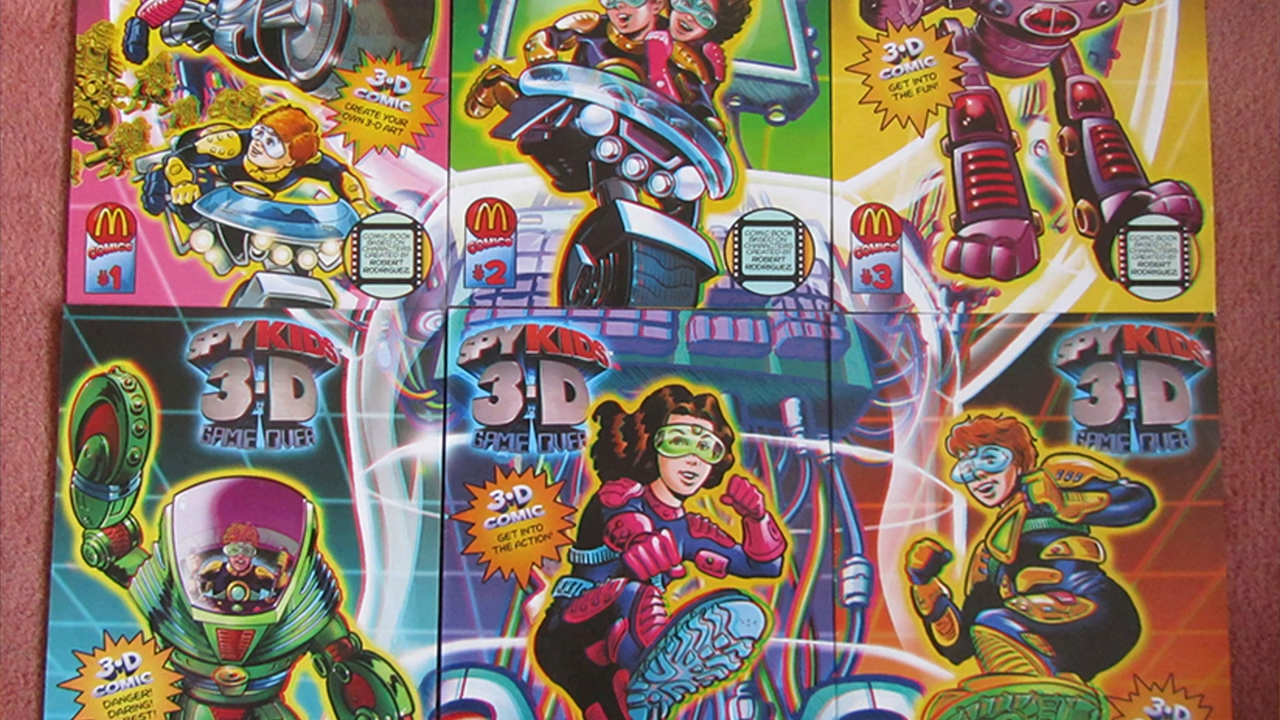 3-D
COMIC
CREATE YOUR
OWN 3-D ART
3-D
COMIC
GET INTO
THE FUN!
COMICS
#1
COMIC BOOK
BASED ON
CHARACTERS
CREATED BY
ROBERT
RODRIGUEZ
COMICS
#2
COMIC BOOK
BASED ON
CHARACTERS
CREATED BY
ROBERT
RODRIGUEZ
COMICS
#3
COMIC BOOK
BASED ON
CHARACTERS
CREATED BY
ROBERT
RODRIGUEZ
SPY KIDS
3-D
GAME OVER
SPY KIDS
3-D
GAME OVER
SPY KIDS
3-D
GAME OVER
3-D
COMIC
GET INTO
THE ACTION!
3-D
COMIC
DANGER!
DARING!
3-D